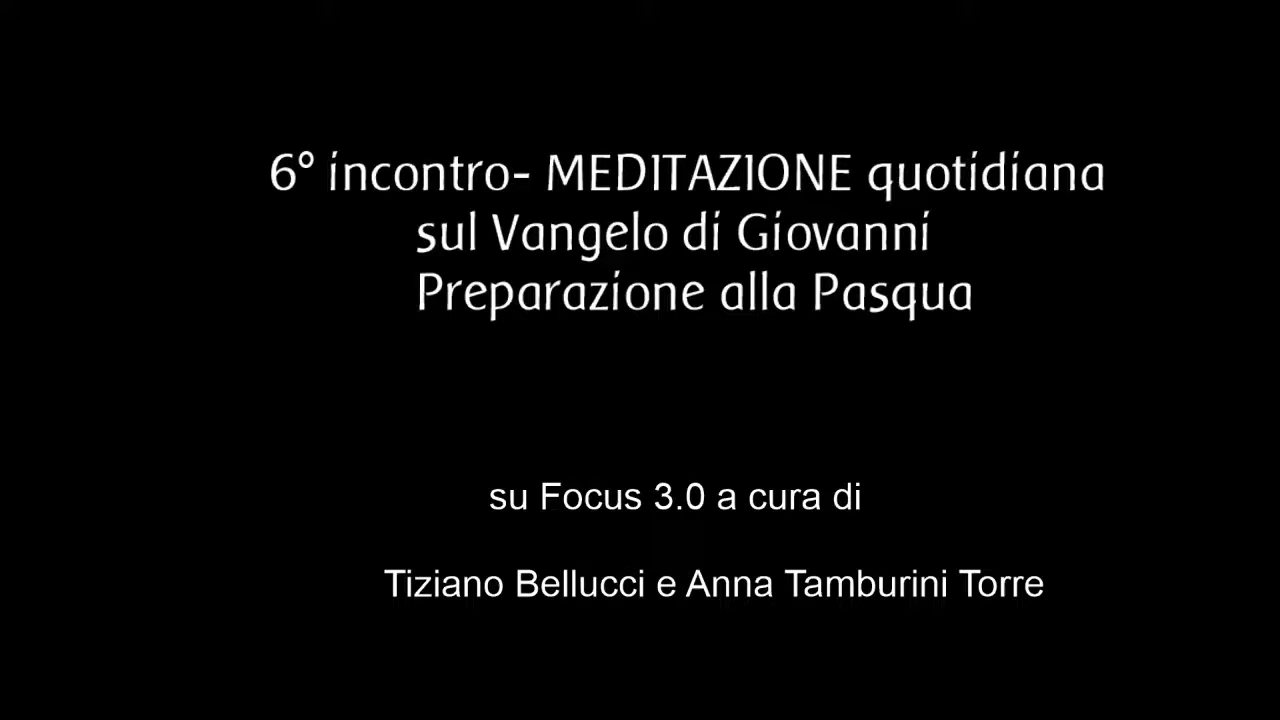 6° incontro- MEDITAZIONE quotidiana
sul Vangelo di Giovanni
Preparazione alla Pasqua
su Focus 3.0 a cura di
Tiziano Bellucci e Anna Tamburini Torre